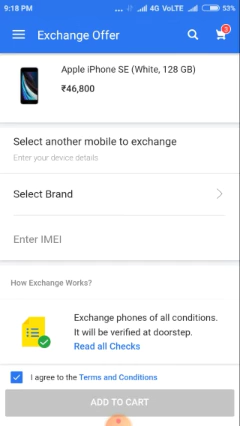 9:18 PM ... 4G VoLTE 53%
Exchange Offer
3
Apple iPhone SE (White, 128 GB)
₹46,800
Select another mobile to exchange
Enter your device details
Select Brand
Enter IMEI
How Exchange Works?
Exchange phones of all conditions.
It will be verified at doorstep.
Read all Checks
I agree to the Terms and Conditions
ADD TO CART